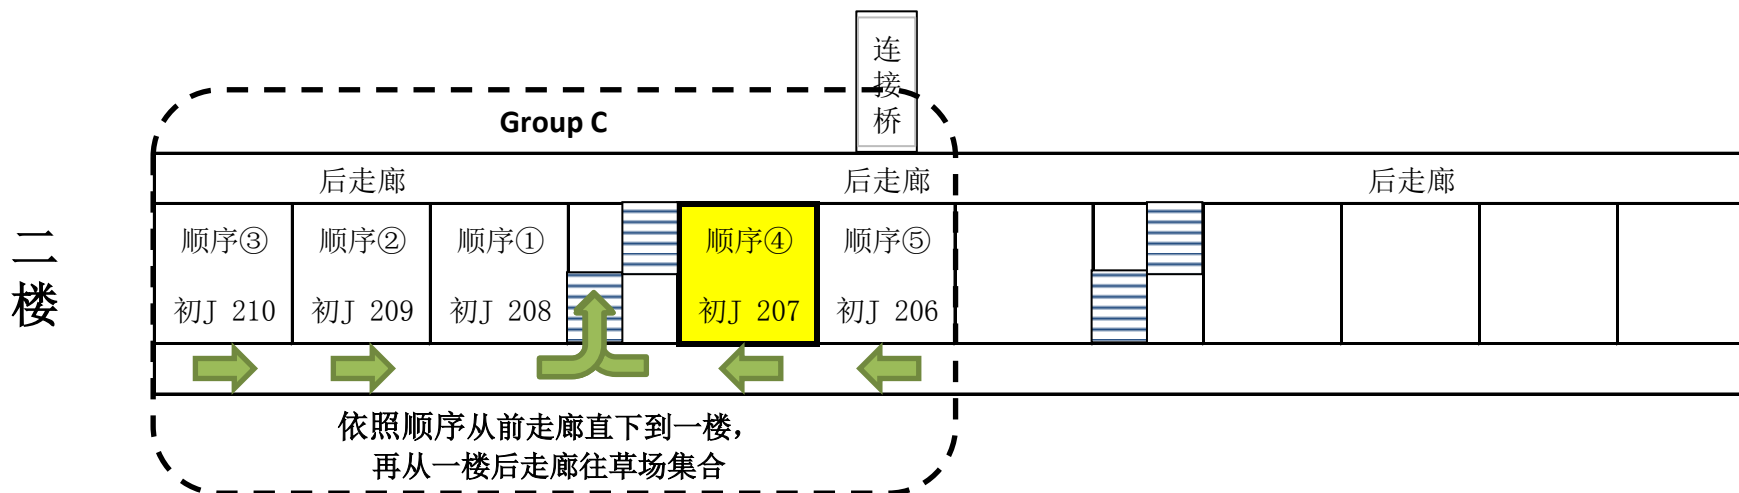 连
接
桥
Group C
后走廊 后走廊 后走廊
二
楼
顺序③ 顺序② 顺序① 顺序④ 顺序⑤
初J 210 初J 209 初J 208 初J 207 初J 206
依照顺序从前走廊直下到一楼，
再从一楼后走廊往草场集合